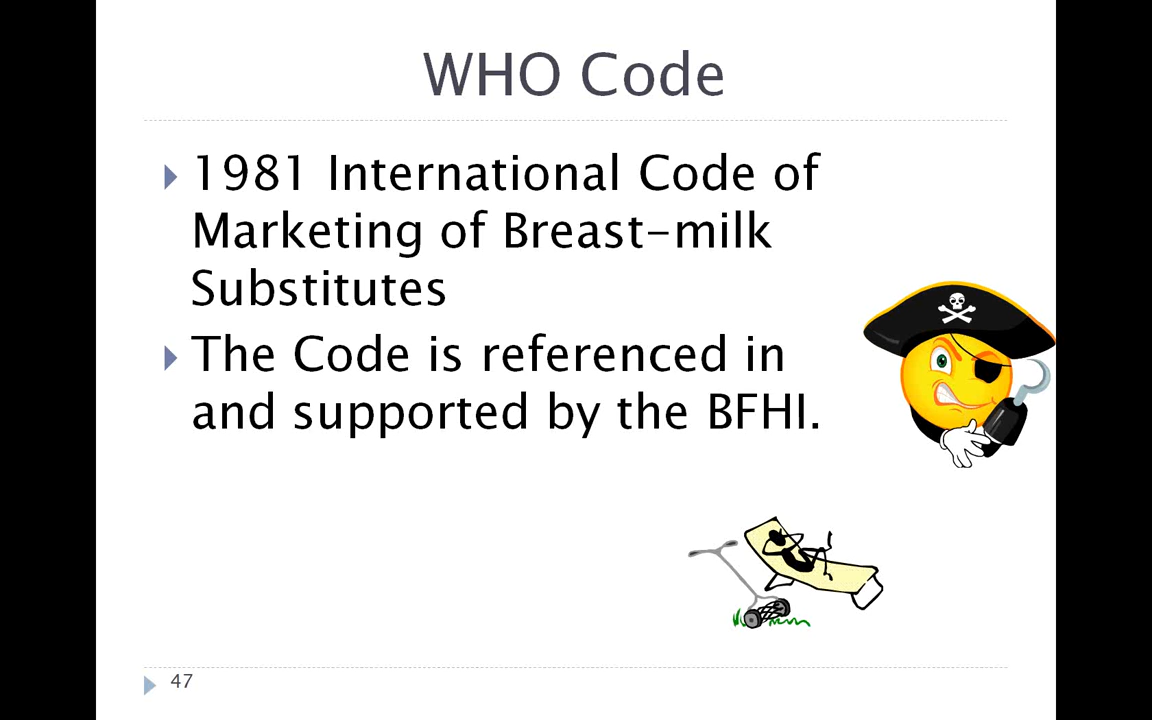 WHO Code
1981 International Code of
Marketing of Breast-milk
Substitutes
The Code is referenced in
and supported by the BFHI.
47